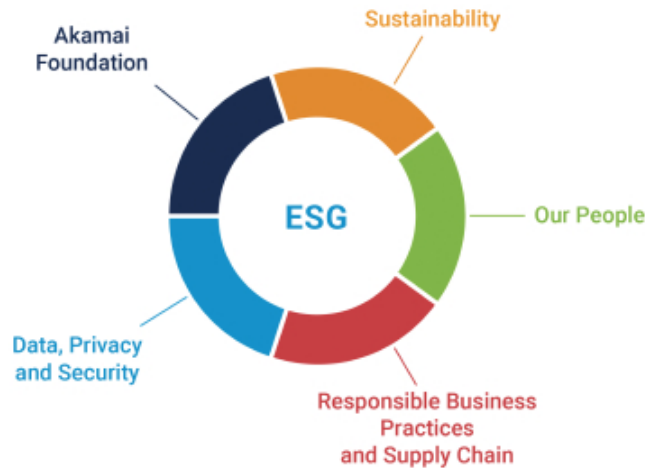 Sustainability
Akamai
Foundation
ESG
Our People
Data, Privacy
and Security
Responsible Business
Practices
and Supply Chain